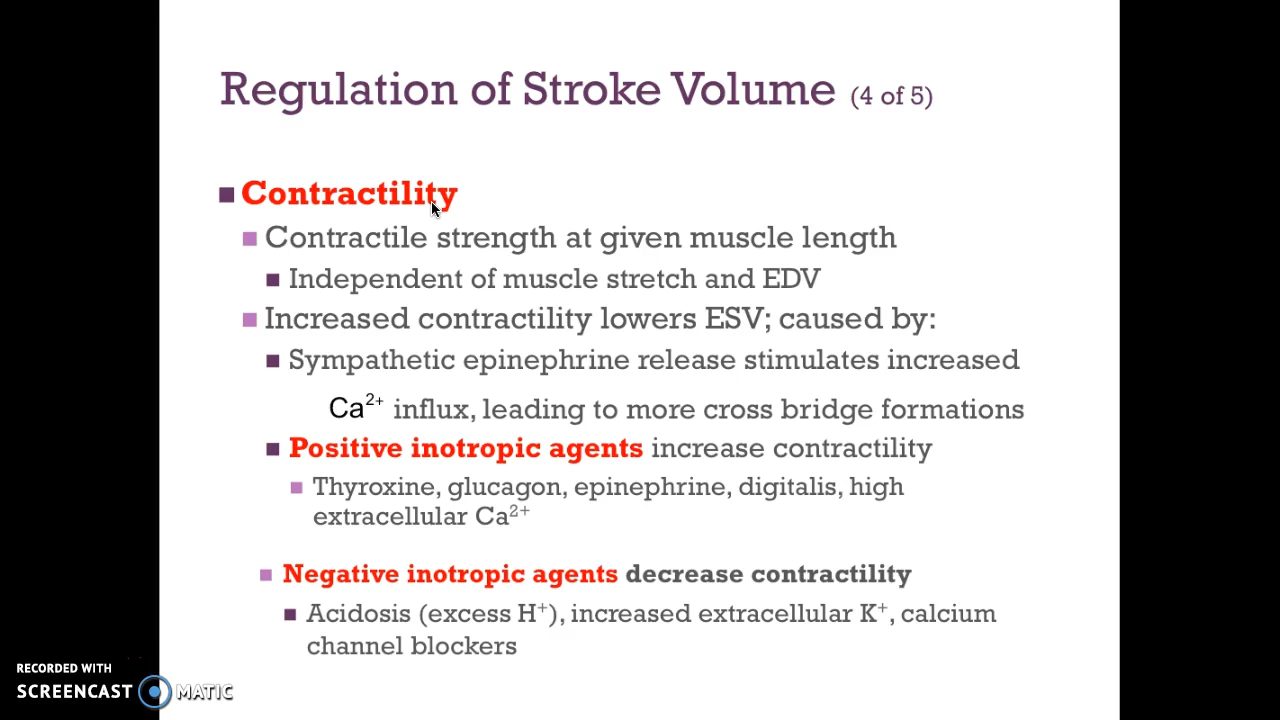 Regulation of Stroke Volume (4 of 5)
Contractility
Contractile strength at given muscle length
Independent of muscle stretch and EDV
Increased contractility lowers ESV; caused by:
Sympathetic epinephrine release stimulates increased
Ca²⁺ influx, leading to more cross bridge formations
Positive inotropic agents increase contractility
Thyroxine, glucagon, epinephrine, digitalis, high
extracellular Ca²⁺
Negative inotropic agents decrease contractility
Acidosis (excess H⁺), increased extracellular K⁺, calcium
channel blockers
RECORDED WITH
SCREENCAST MATIC